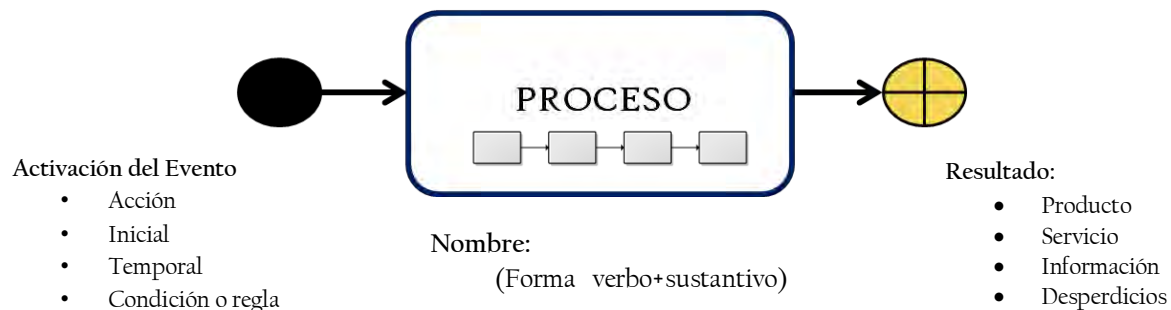 PROCESO
Activación del Evento
• Acción
• Inicial
• Temporal
• Condición o regla
Nombre:
(Forma verbo+sustantivo)
Resultado:
• Producto
• Servicio
• Información
• Desperdicios